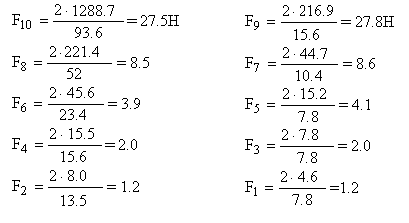 F₁₀ = 2·1288.7/93.6 = 27.5H
F₈ = 2·221.4/52 = 8.5
F₆ = 2·45.6/23.4 = 3.9
F₄ = 2·15.5/15.6 = 2.0
F₂ = 2·8.0/13.5 = 1.2
F₉ = 2·216.9/15.6 = 27.8H
F₇ = 2·44.7/10.4 = 8.6
F₅ = 2·15.2/7.8 = 4.1
F₃ = 2·7.8/7.8 = 2.0
F₁ = 2·4.6/7.8 = 1.2